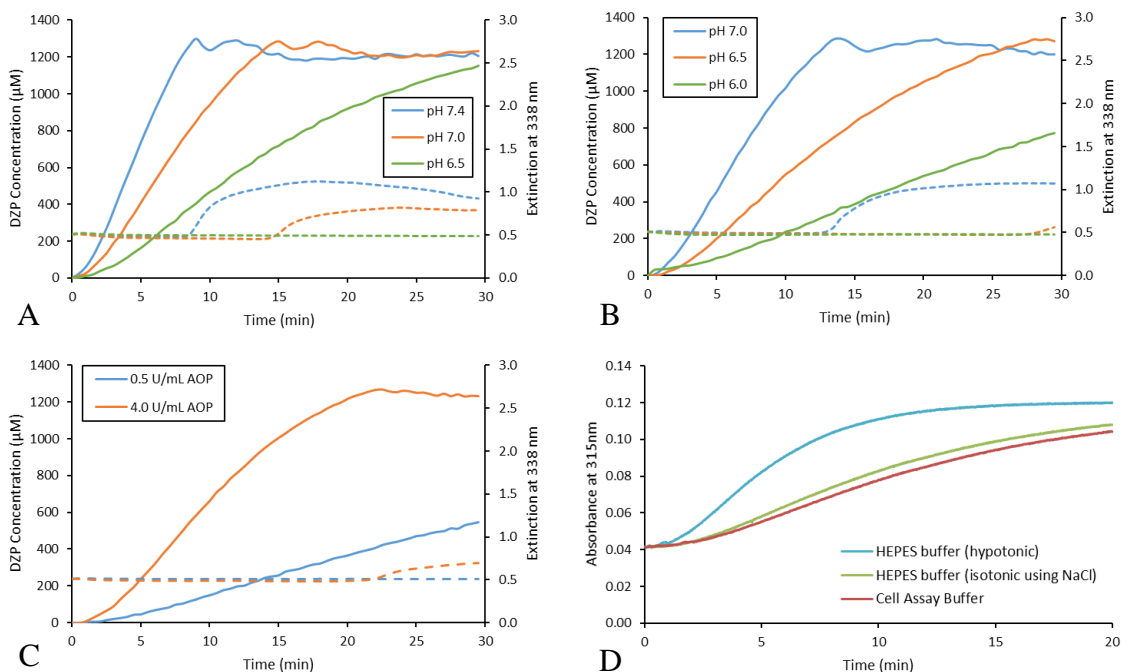 1400
1200
1000
800
600
400
200
0
DZP Concentration (µM)
3.0
2.5
2.0
1.5
1.0
0.5
0.0
Extinction at 338 nm
pH 7.4
pH 7.0
pH 6.5
0 5 10 15 20 25 30
Time (min)
A
1400
1200
1000
800
600
400
200
0
DZP Concentration (µM)
3.0
2.5
2.0
1.5
1.0
0.5
0.0
Extinction at 338 nm
pH 7.0
pH 6.5
pH 6.0
0 5 10 15 20 25 30
Time (min)
B
1400
1200
1000
800
600
400
200
0
DZP Concentration (µM)
3.0
2.5
2.0
1.5
1.0
0.5
0.0
Extinction at 338 nm
0.5 U/mL AOP
4.0 U/mL AOP
0 5 10 15 20 25 30
Time (min)
C
0.14
0.12
0.10
0.08
0.06
0.04
0.02
0.00
Absorbance at 315nm
HEPES buffer (hypotonic)
HEPES buffer (isotonic using NaCl)
Cell Assay Buffer
0 5 10 15 20
Time (min)
D